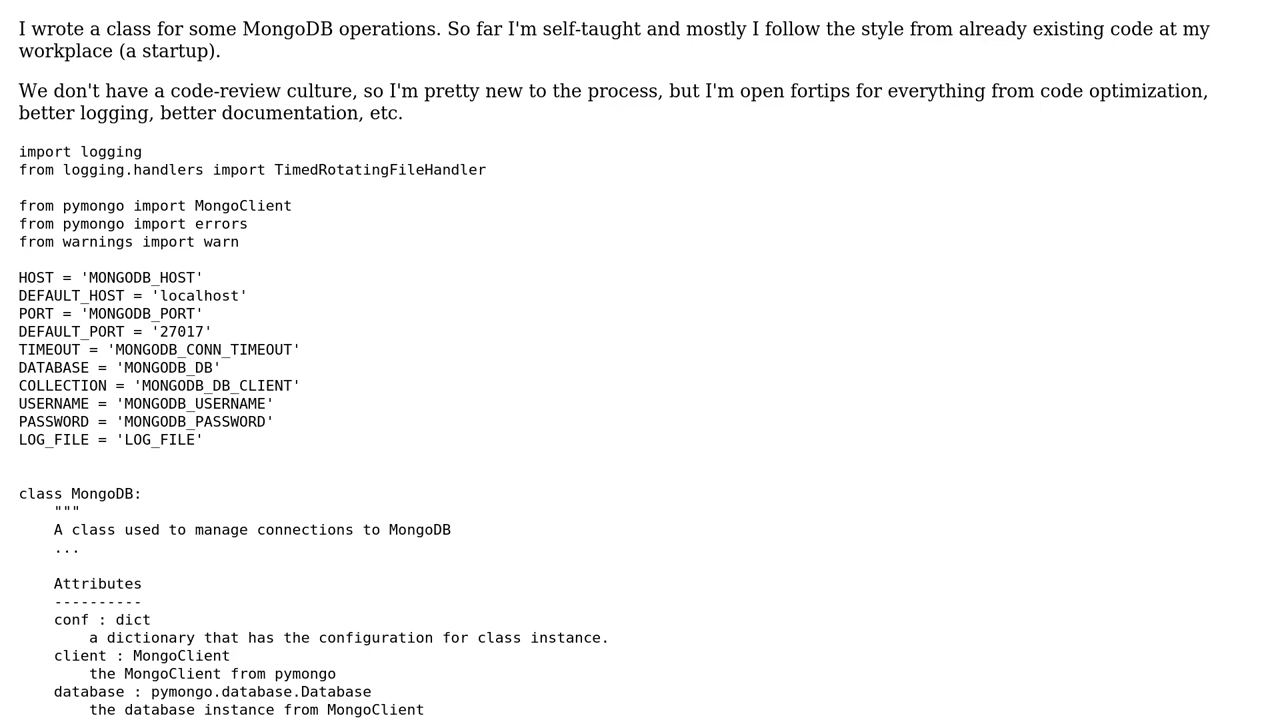 I wrote a class for some MongoDB operations. So far I'm self-taught and mostly I follow the style from already existing code at my
workplace (a startup).
We don't have a code-review culture, so I'm pretty new to the process, but I'm open fortips for everything from code optimization,
better logging, better documentation, etc.
import logging
from logging.handlers import TimedRotatingFileHandler
from pymongo import MongoClient
from pymongo import errors
from warnings import warn
HOST = 'MONGODB_HOST'
DEFAULT_HOST = 'localhost'
PORT = 'MONGODB_PORT'
DEFAULT_PORT = '27017'
TIMEOUT = 'MONGODB_CONN_TIMEOUT'
DATABASE = 'MONGODB_DB'
COLLECTION = 'MONGODB_DB_CLIENT'
USERNAME = 'MONGODB_USERNAME'
PASSWORD = 'MONGODB_PASSWORD'
LOG_FILE = 'LOG_FILE'
class MongoDB:
    """
    A class used to manage connections to MongoDB
    ...
    Attributes
    ----------
    conf : dict
        a dictionary that has the configuration for class instance.
    client : MongoClient
        the MongoClient from pymongo
    database : pymongo.database.Database
        the database instance from MongoClient